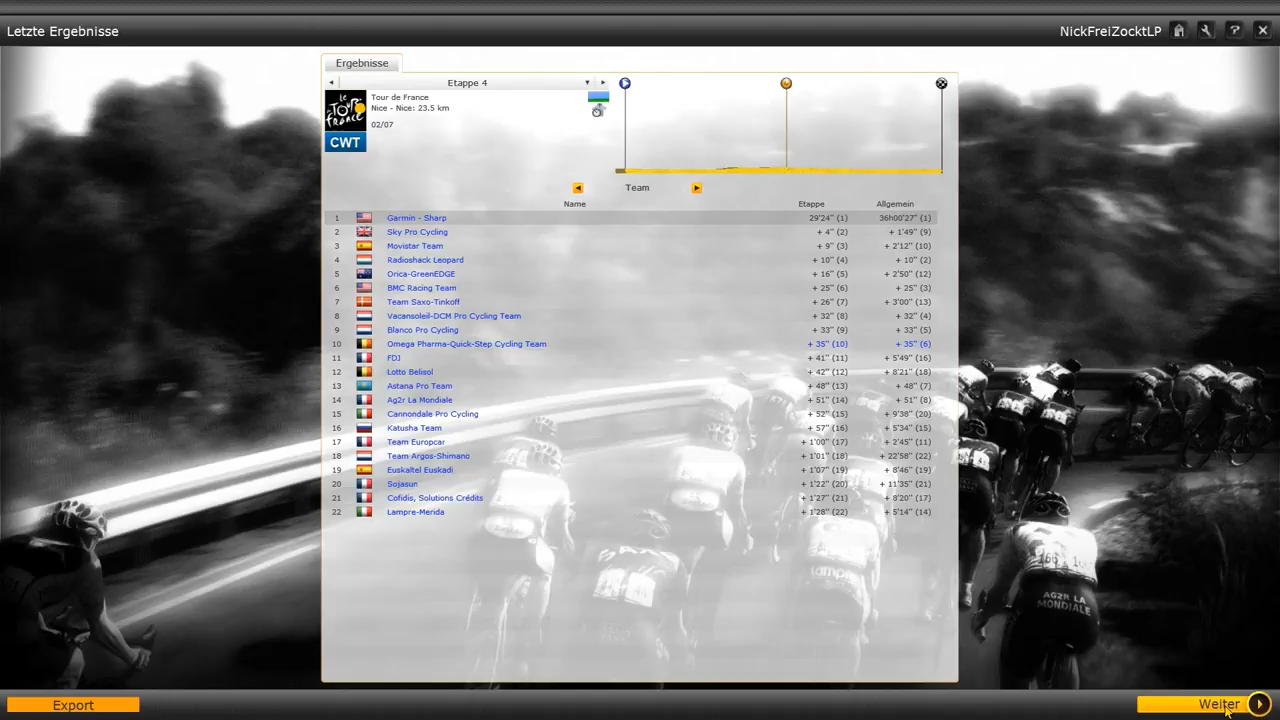 Letzte Ergebnisse
NickFreiZocktLP
Ergebnisse
Etappe 4
le Tour de France
Tour de France
Nice - Nice: 23.5 km
02/07
CWT
Team
Name Etappe Allgemein
1 Garmin - Sharp 29'24'' (1) 36h00'27'' (1)
2 Sky Pro Cycling + 4'' (2) + 1'49'' (9)
3 Movistar Team + 9'' (3) + 2'12'' (10)
4 Radioshack Leopard + 10'' (4) + 10'' (2)
5 Orica-GreenEDGE + 16'' (5) + 2'50'' (12)
6 BMC Racing Team + 25'' (6) + 25'' (3)
7 Team Saxo-Tinkoff + 26'' (7) + 3'00'' (13)
8 Vacansoleil-DCM Pro Cycling Team + 32'' (8) + 32'' (4)
9 Blanco Pro Cycling + 33'' (9) + 33'' (5)
10 Omega Pharma-Quick-Step Cycling Team + 35'' (10) + 35'' (6)
11 FDJ + 41'' (11) + 5'49'' (16)
12 Lotto Belisol + 42'' (12) + 8'21'' (18)
13 Astana Pro Team + 48'' (13) + 48'' (7)
14 Ag2r La Mondiale + 51'' (14) + 51'' (8)
15 Cannondale Pro Cycling + 52'' (15) + 9'38'' (20)
16 Katusha Team + 57'' (16) + 5'34'' (15)
17 Team Europcar + 1'00'' (17) + 2'45'' (11)
18 Team Argos-Shimano + 1'01'' (18) + 22'58'' (22)
19 Euskaltel Euskadi + 1'07'' (19) + 8'46'' (19)
20 Sojasun + 1'22'' (20) + 11'35'' (21)
21 Cofidis, Solutions Crédits + 1'27'' (21) + 8'20'' (17)
22 Lampre-Merida + 1'28'' (22) + 5'14'' (14)
AG2R LA
MONDIALE
Export
Weiter